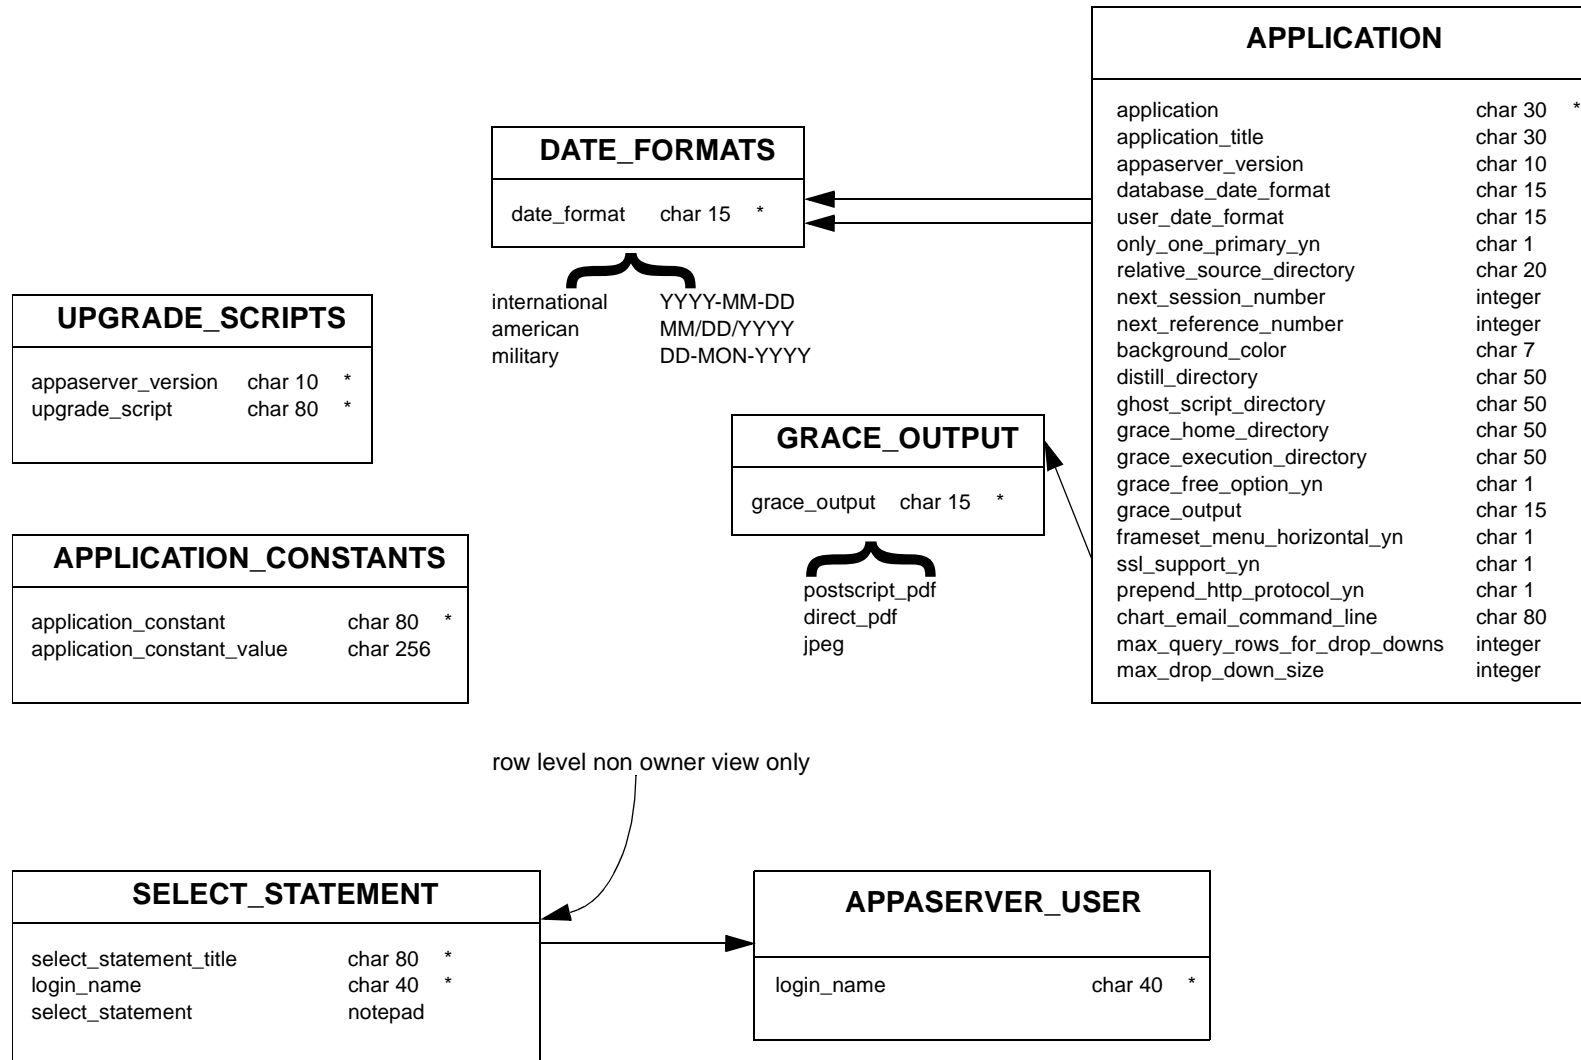 APPLICATION
application char 30 *
application_title char 30
appaserver_version char 10
database_date_format char 15
user_date_format char 15
only_one_primary_yn char 1
relative_source_directory char 20
next_session_number integer
next_reference_number integer
background_color char 7
distill_directory char 50
ghost_script_directory char 50
grace_home_directory char 50
grace_execution_directory char 50
grace_free_option_yn char 1
grace_output char 15
frameset_menu_horizontal_yn char 1
ssl_support_yn char 1
prepend_http_protocol_yn char 1
chart_email_command_line char 80
max_query_rows_for_drop_downs integer
max_drop_down_size integer
DATE_FORMATS
date_format char 15 *
international YYYY-MM-DD
american MM/DD/YYYY
military DD-MON-YYYY
UPGRADE_SCRIPTS
appaserver_version char 10 *
upgrade_script char 80 *
GRACE_OUTPUT
grace_output char 15 *
postscript_pdf
direct_pdf
jpeg
APPLICATION_CONSTANTS
application_constant char 80 *
application_constant_value char 256
row level non owner view only
SELECT_STATEMENT
select_statement_title char 80 *
login_name char 40 *
select_statement notepad
APPASERVER_USER
login_name char 40 *